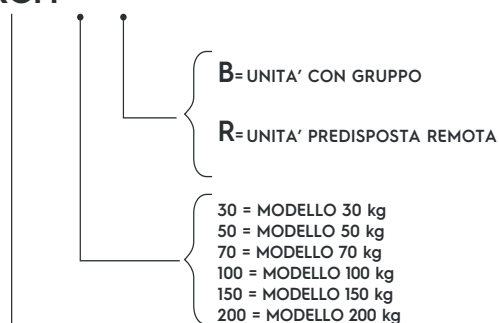 B= UNITA' CON GRUPPO
R= UNITA' PREDISPOSTA REMOTA
30 = MODELLO 30 kg
50 = MODELLO 50 kg
70 = MODELLO 70 kg
100 = MODELLO 100 kg
150 = MODELLO 150 kg
200 = MODELLO 200 kg